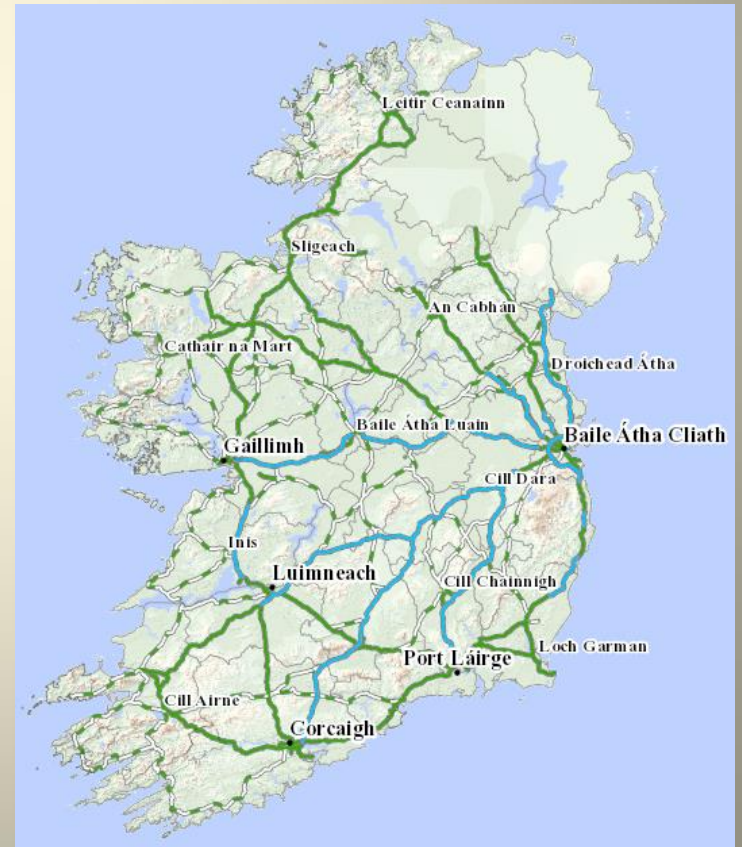 Leitir Ceanainn
Sligeach
An Cabhán
Cathair na Mart
Droichead Átha
Baile Átha Luain
Baile Átha Cliath
Gaillimh
Cill Dara
Inis
Luimneach
Cill Chainnigh
Loch Garman
Port Láirge
Cill Airne
Corcaigh